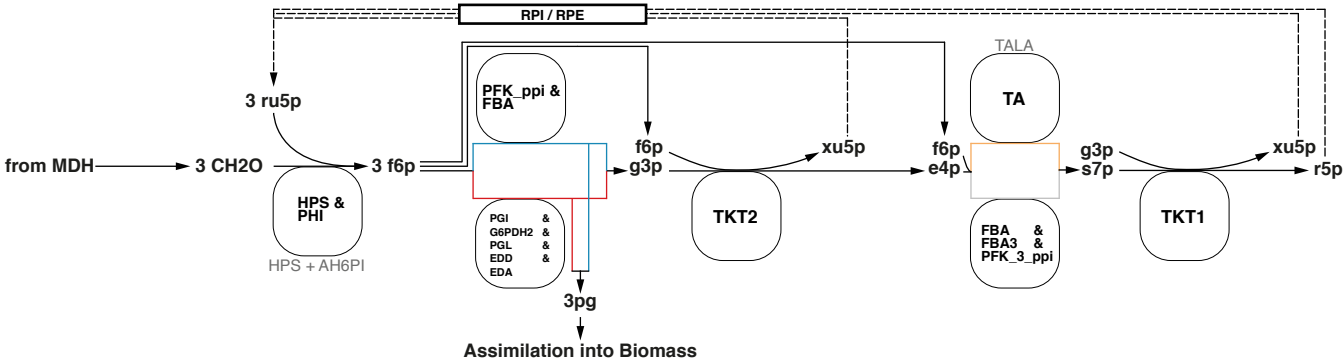 RPI / RPE
TALA
PFK_ppi &
FBA
TA
3 ru5p
f6p
g3p
xu5p
f6p
e4p
g3p
s7p
xu5p
r5p
from MDH
3 CH2O
3 f6p
HPS &
PHI
HPS + AH6PI
PGI &
G6PDH2 &
PGL &
EDD &
EDA
TKT2
FBA &
FBA3 &
PFK_3_ppi
TKT1
3pg
Assimilation into Biomass